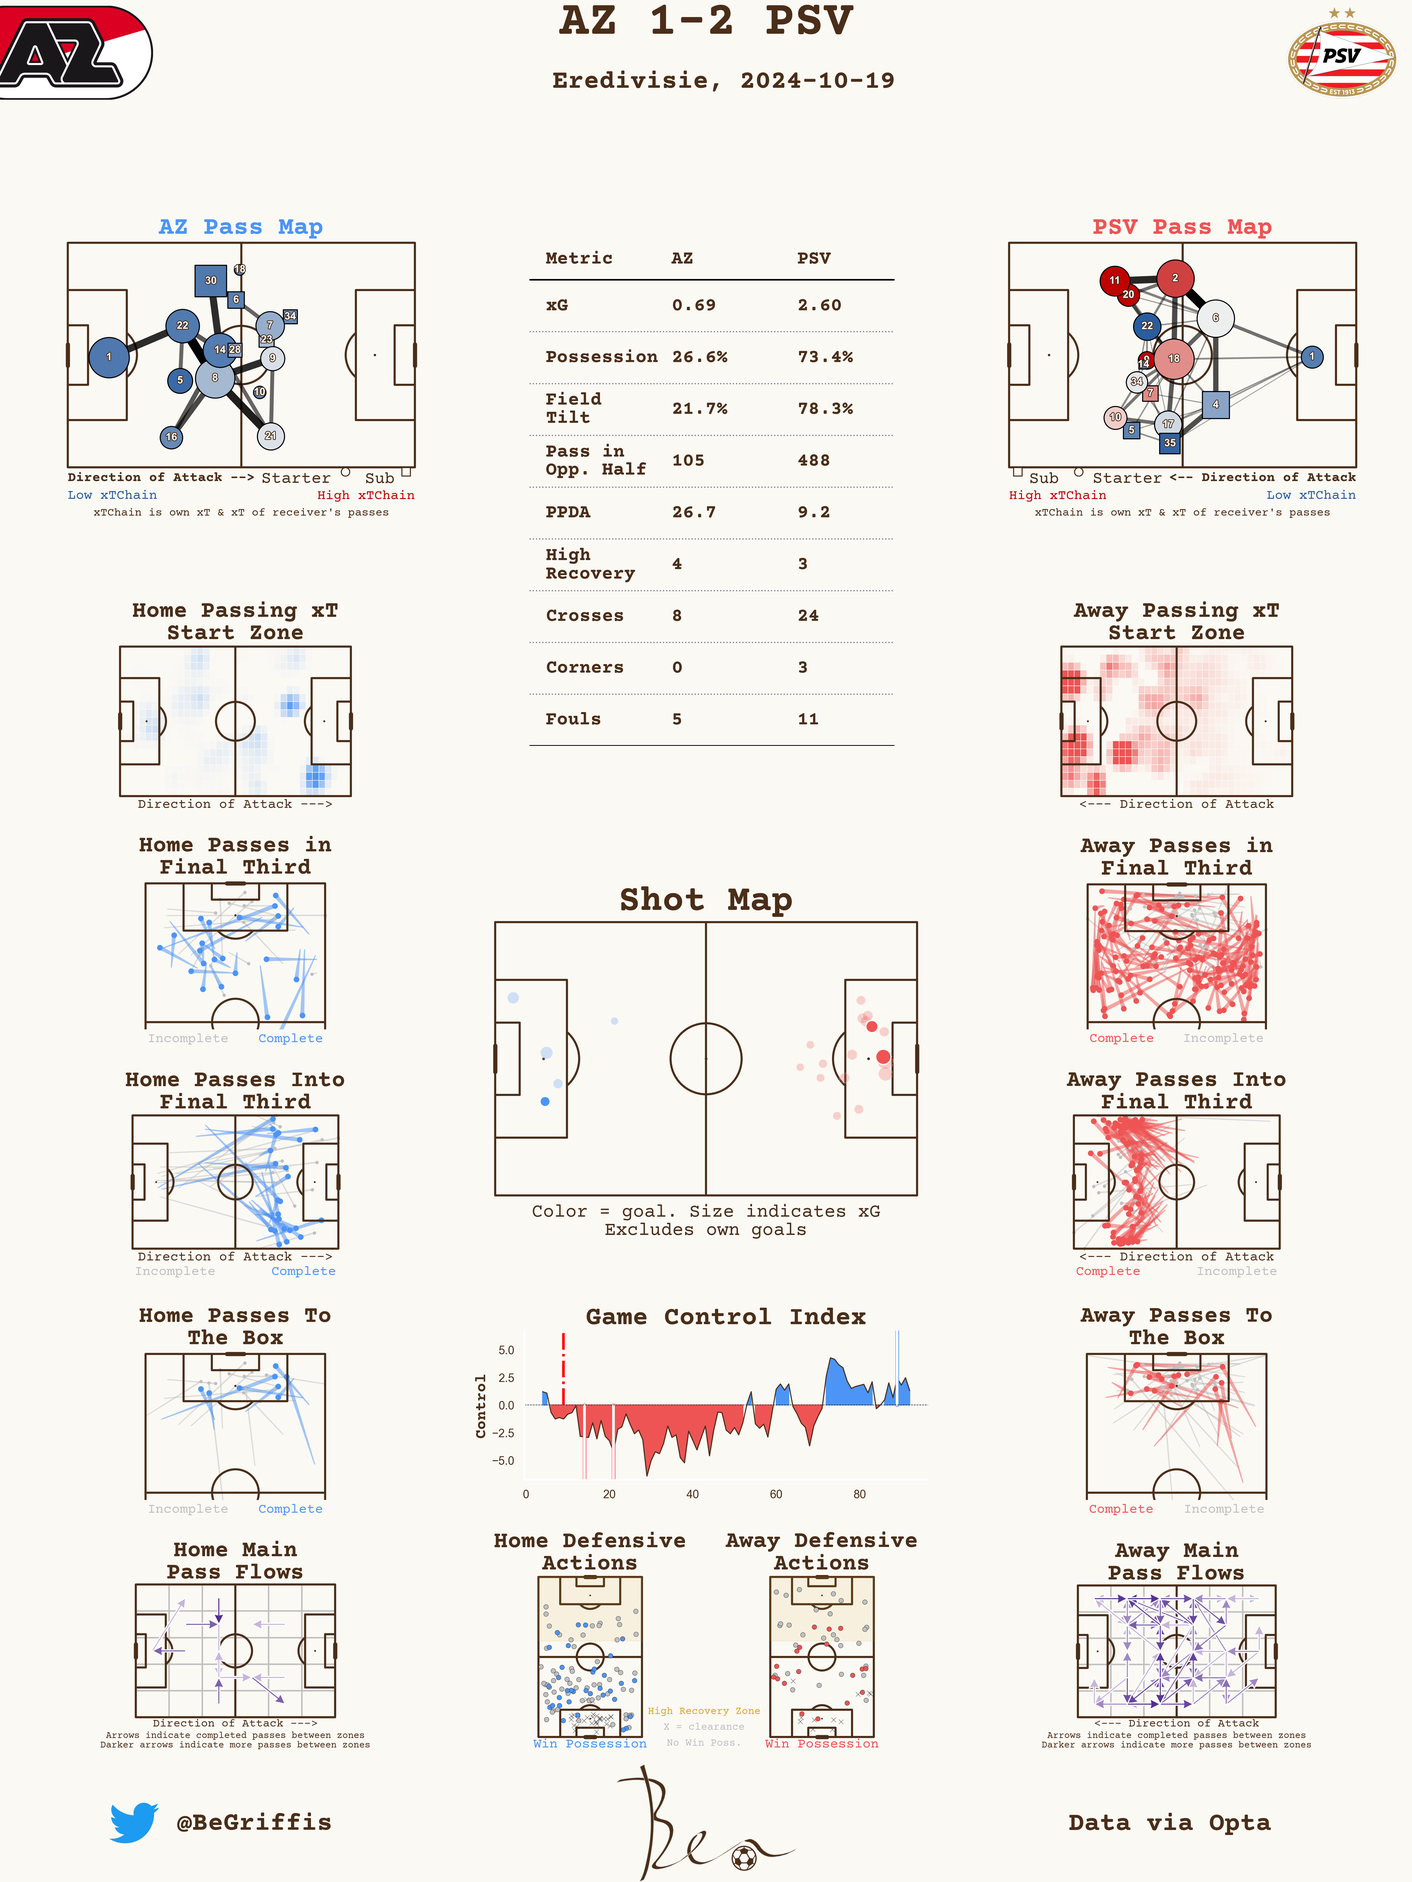 AZ 1-2 PSV
Eredivisie, 2024-10-19
AZ
PSV
EST 1913
AZ Pass Map
30
18
6
34
22
7
23
14
28
1
9
5
8
10
16
21
Direction of Attack --> Starter Sub
Low xTChain High xTChain
xTChain is own xT & xT of receiver's passes
Metric AZ PSV
xG 0.69 2.60
Possession 26.6% 73.4%
Field
Tilt 21.7% 78.3%
Pass in
Opp. Half 105 488
PPDA 26.7 9.2
High
Recovery 4 3
Crosses 8 24
Corners 0 3
Fouls 5 11
PSV Pass Map
11
2
20
6
22
18
1
34
7
4
10
17
5
35
Sub Starter <-- Direction of Attack
High xTChain Low xTChain
xTChain is own xT & xT of receiver's passes
Home Passing xT
Start Zone
Direction of Attack --->
Away Passing xT
Start Zone
<--- Direction of Attack
Home Passes in
Final Third
Incomplete Complete
Away Passes in
Final Third
Complete Incomplete
Shot Map
Color = goal. Size indicates xG
Excludes own goals
Home Passes Into
Final Third
Direction of Attack --->
Incomplete Complete
Away Passes Into
Final Third
<--- Direction of Attack
Complete Incomplete
Home Passes To
The Box
Incomplete Complete
Game Control Index
Control
5.0
2.5
0.0
−2.5
−5.0
0 20 40 60 80
Away Passes To
The Box
Complete Incomplete
Home Main
Pass Flows
Direction of Attack --->
Arrows indicate completed passes between zones
Darker arrows indicate more passes between zones
Home Defensive
Actions
Win Possession
High Recovery Zone
X = clearance
No Win Poss.
Away Defensive
Actions
Win Possession
Away Main
Pass Flows
<--- Direction of Attack
Arrows indicate completed passes between zones
Darker arrows indicate more passes between zones
@BeGriffis
Ben
Data via Opta